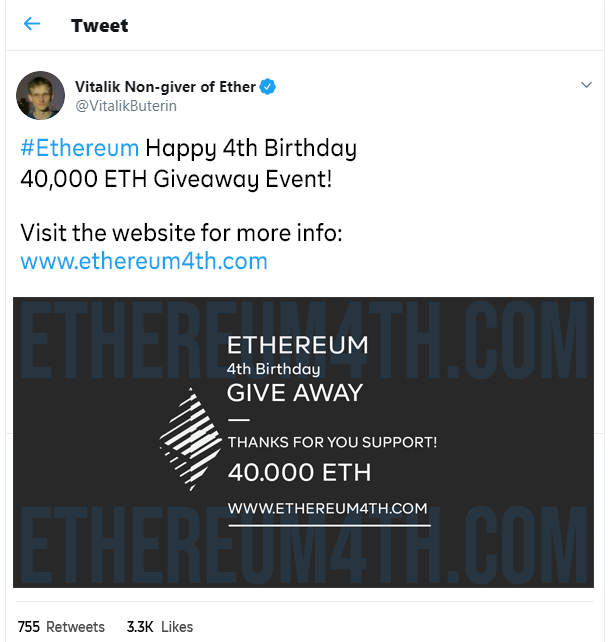 Tweet
Vitalik Non-giver of Ether
@VitalikButerin
#Ethereum Happy 4th Birthday
40,000 ETH Giveaway Event!
Visit the website for more info:
www.ethereum4th.com
ETHEREUM4TH.COM
ETHEREUM
4th Birthday
GIVE AWAY
THANKS FOR YOU SUPPORT!
40.000 ETH
WWW.ETHEREUM4TH.COM
ETHEREUM4TH.COM
755 Retweets 3.3K Likes